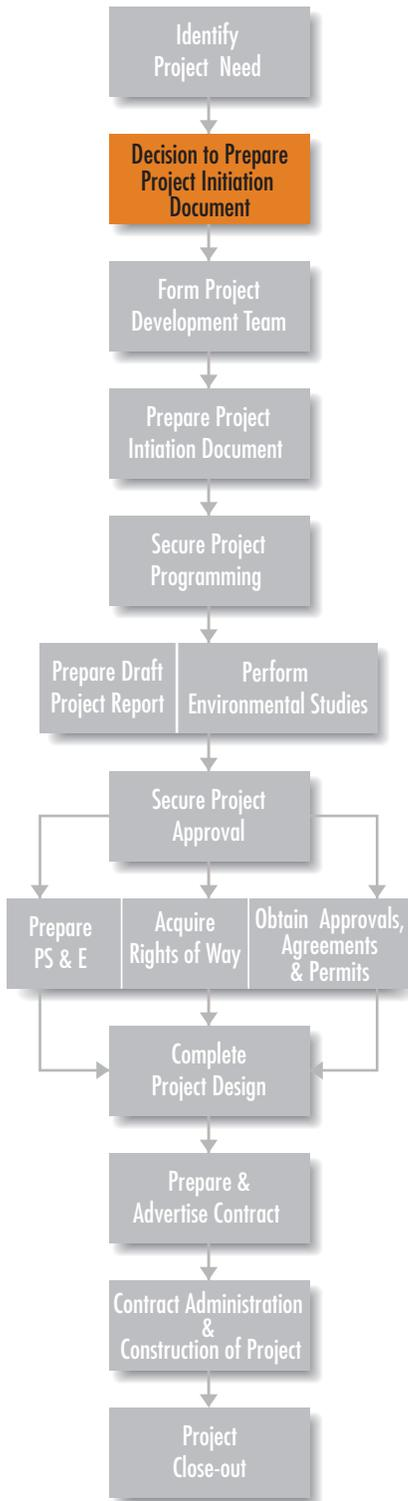 Identify
Project Need
Decision to Prepare
Project Initiation
Document
Form Project
Development Team
Prepare Project
Intiation Document
Secure Project
Programming
Prepare Draft
Project Report
Perform
Environmental Studies
Secure Project
Approval
Prepare
PS & E
Acquire
Rights of Way
Obtain Approvals,
Agreements
& Permits
Complete
Project Design
Prepare &
Advertise Contract
Contract Administration
&
Construction of Project
Project
Close-out